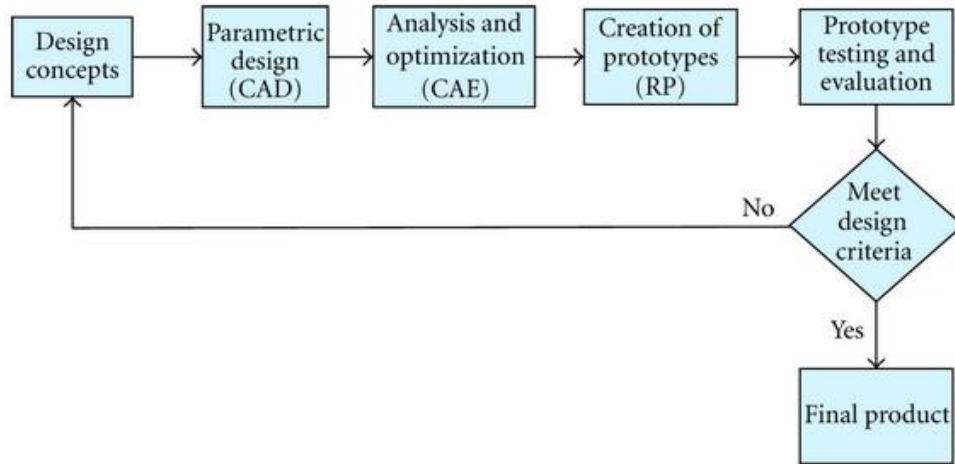 Design
concepts
Parametric
design
(CAD)
Analysis and
optimization
(CAE)
Creation of
prototypes
(RP)
Prototype
testing and
evaluation
Meet
design
criteria
No
Yes
Final product